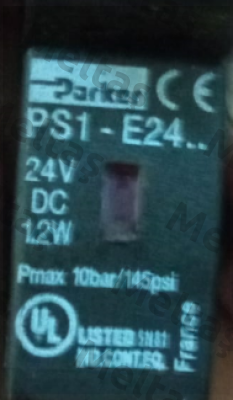 Parker CE
PS1-E24..
24V
DC
1.2W
Pmax 10bar/145psi
UL LISTED
IND.CONT.EQ.
France